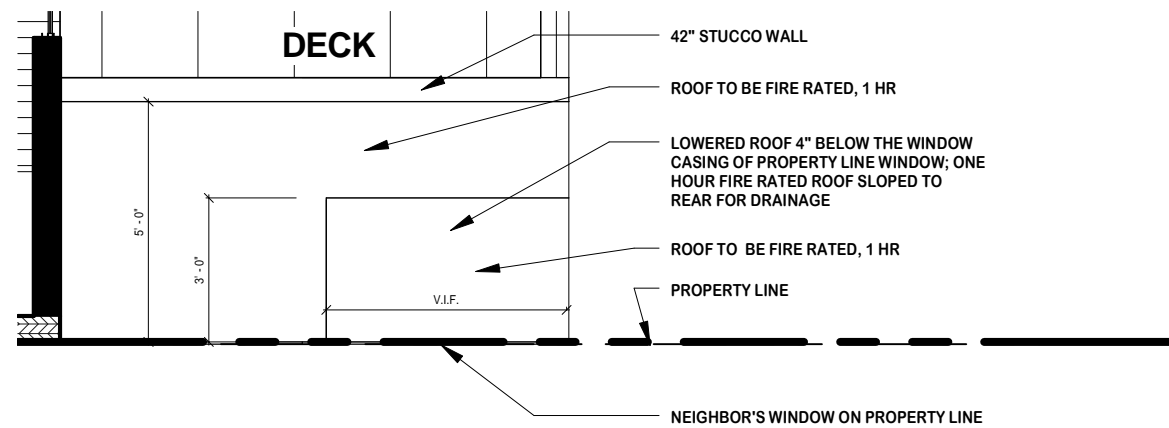 DECK
42" STUCCO WALL
ROOF TO BE FIRE RATED, 1 HR
LOWERED ROOF 4" BELOW THE WINDOW
CASING OF PROPERTY LINE WINDOW; ONE
HOUR FIRE RATED ROOF SLOPED TO
REAR FOR DRAINAGE
5' - 0"
3' - 0"
ROOF TO BE FIRE RATED, 1 HR
PROPERTY LINE
V.I.F.
NEIGHBOR'S WINDOW ON PROPERTY LINE